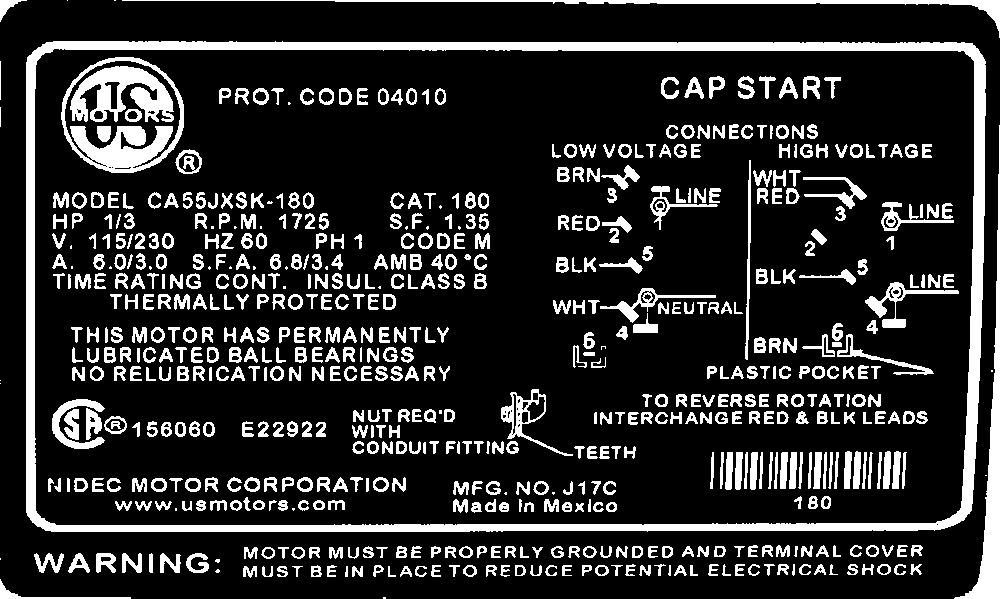 US
MOTORS
®
PROT. CODE 04010
MODEL CA55JXSK-180 CAT. 180
HP 1/3 R.P.M. 1725 S.F. 1.35
V. 115/230 HZ 60 PH 1 CODE M
A. 6.0/3.0 S.F.A. 6.8/3.4 AMB 40 °C
TIME RATING CONT. INSUL. CLASS B
THERMALLY PROTECTED
THIS MOTOR HAS PERMANENTLY
LUBRICATED BALL BEARINGS
NO RELUBRICATION NECESSARY
SA ® 156060 E22922
NUT REQ'D
WITH
CONDUIT FITTING
TEETH
NIDEC MOTOR CORPORATION
www.usmotors.com
MFG. NO. J17C
Made In Mexico
CAP START
CONNECTIONS
LOW VOLTAGE
BRN
3
LINE
RED
2
BLK
5
WHT
4
NEUTRAL
6
HIGH VOLTAGE
WHT
RED
3
LINE
1
2
BLK
5
LINE
4
BRN
6
PLASTIC POCKET
TO REVERSE ROTATION
INTERCHANGE RED & BLK LEADS
180
WARNING:
MOTOR MUST BE PROPERLY GROUNDED AND TERMINAL COVER
MUST BE IN PLACE TO REDUCE POTENTIAL ELECTRICAL SHOCK